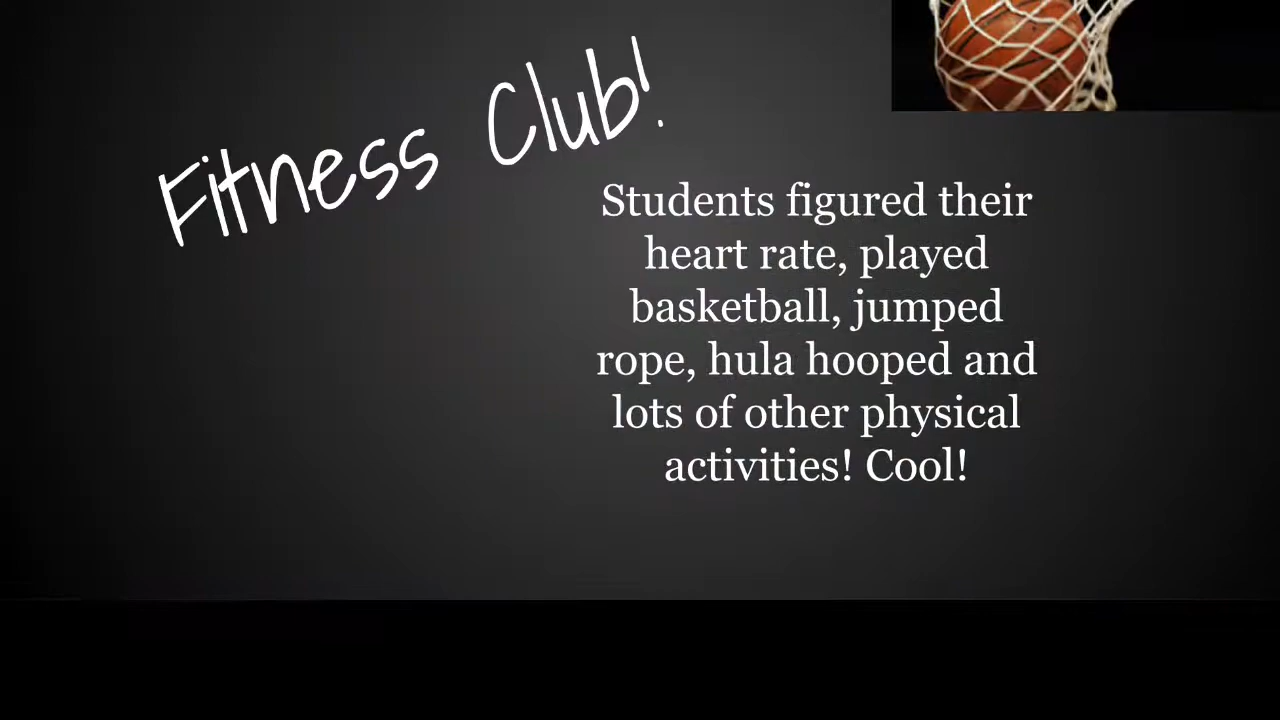 Fitness Club!
Students figured their
heart rate, played
basketball, jumped
rope, hula hooped and
lots of other physical
activities! Cool!